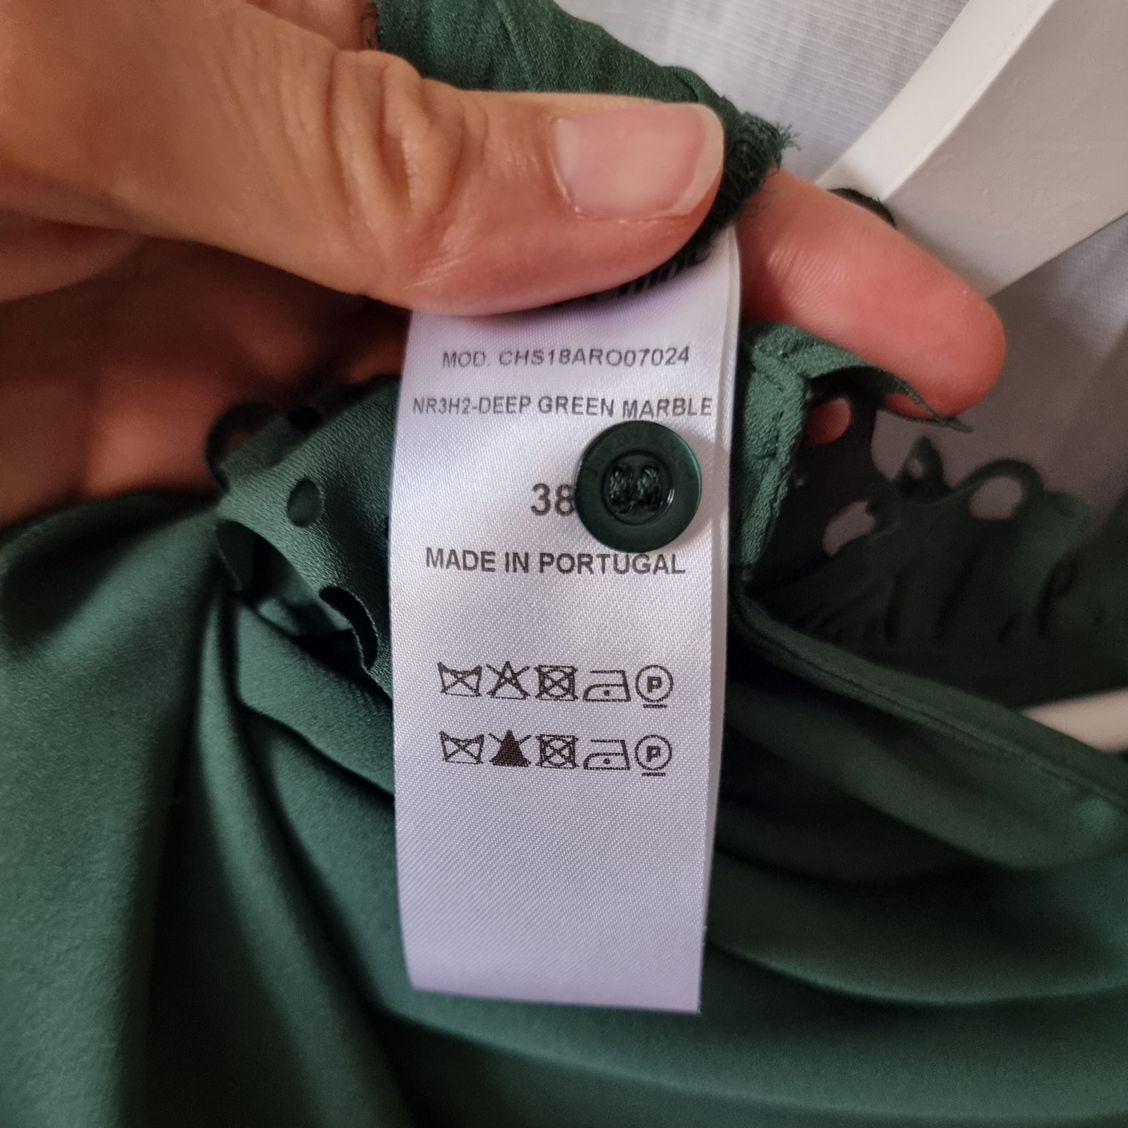 MOD. CHS18ARO07024
NR3H2-DEEP GREEN MARBLE
38
MADE IN PORTUGAL
P
P